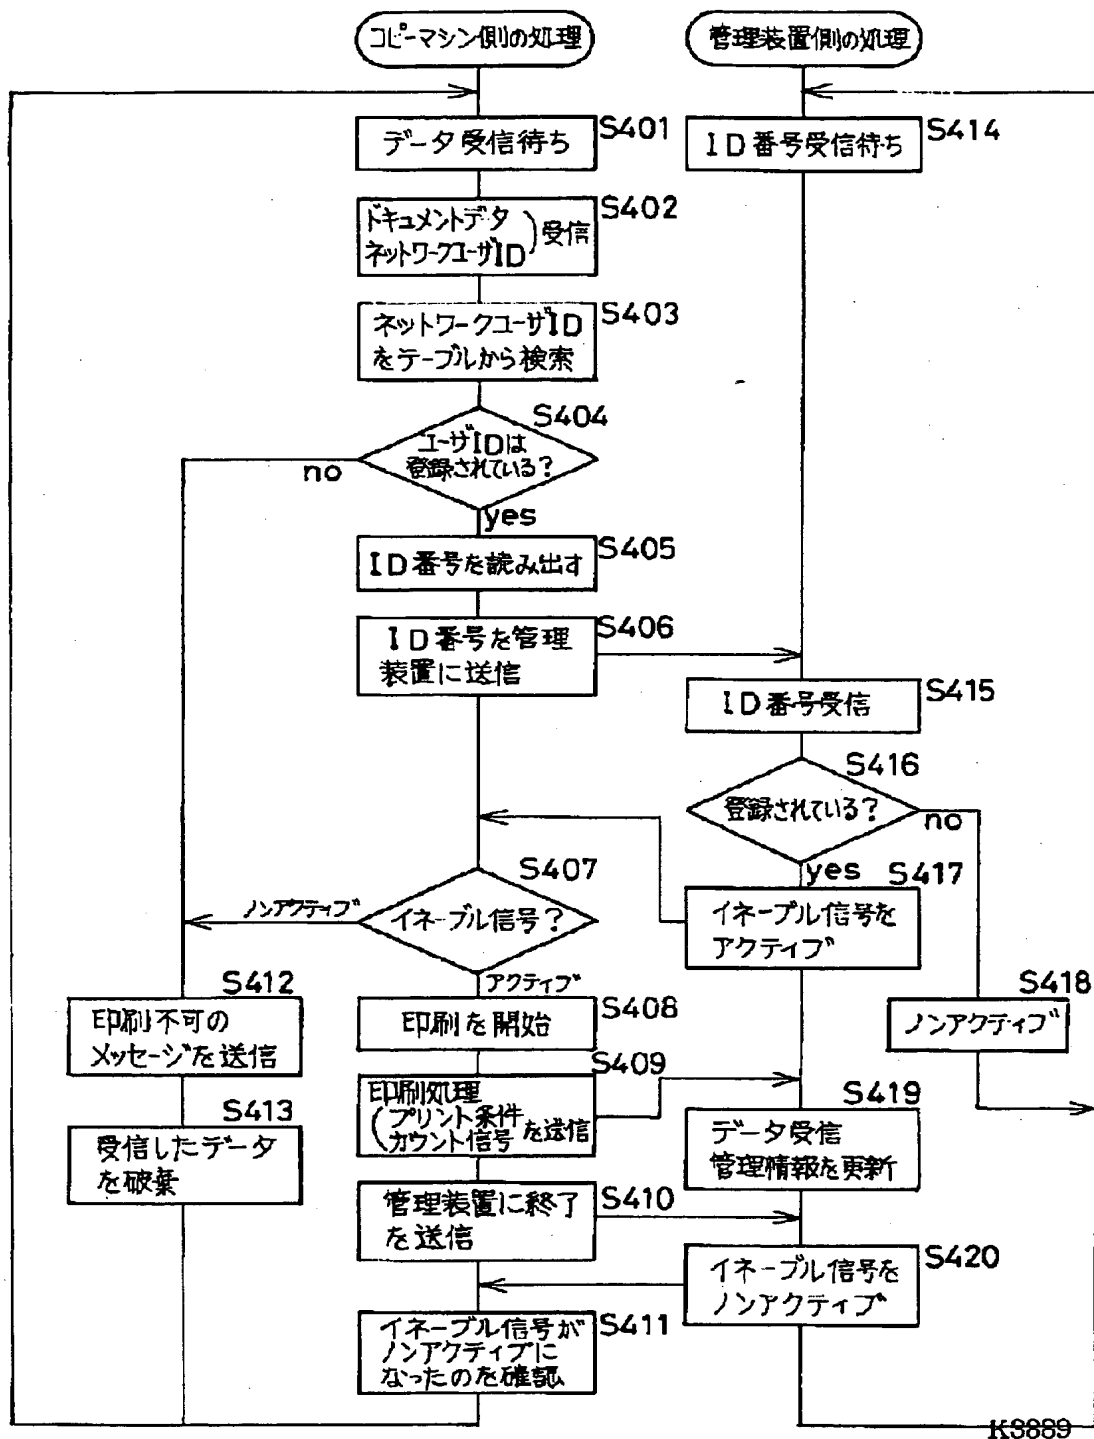 コピーマシン側の処理
データ受信待ち
S401
ドキュメントデータ
ネットワークユーザID
)受信
S402
ネットワークユーザID
をテーブルから検索
S403
S404
ユーザIDは
登録されている?
no
yes
ID番号を読み出す
S405
ID番号を管理
装置に送信
S406
S407
イネーブル信号?
ノンアクティブ
アクティブ
印刷を開始
S408
S409
印刷処理
(プリント条件
カウント信号 を送信
管理装置に終了
を送信
S410
イネーブル信号が
ノンアクティブに
なったのを確認
S411
S412
印刷不可の
メッセージを送信
S413
受信したデータ
を破棄
管理装置側の処理
ID番号受信待ち
S414
ID番号受信
S415
S416
登録されている?
no
yes
S417
イネーブル信号を
アクティブ
S418
ノンアクティブ
S419
データ受信
管理情報を更新
イネーブル信号を
ノンアクティブ
S420
K3889